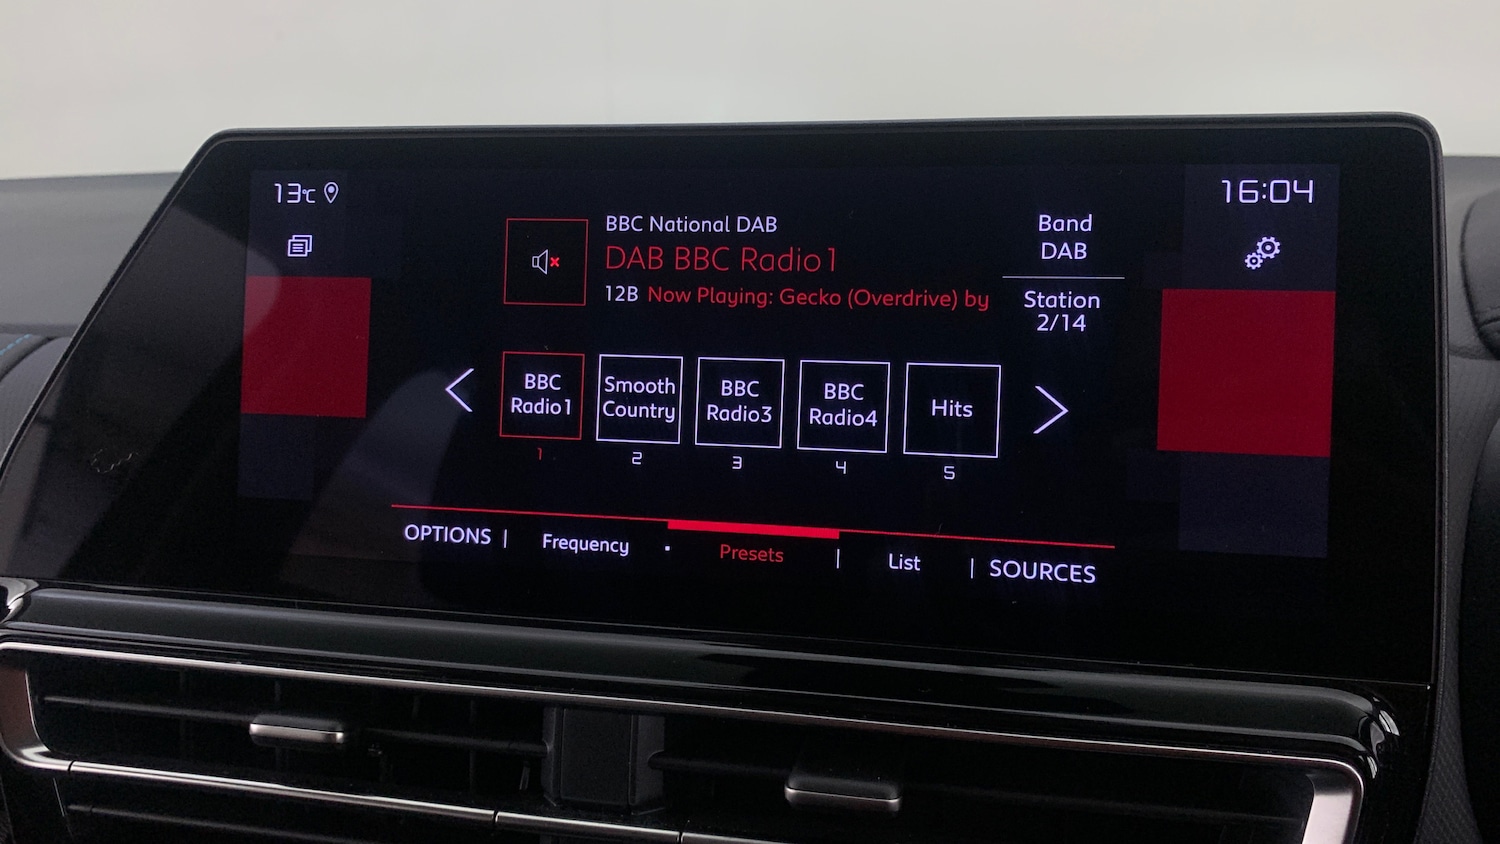 13°C
16:04
BBC National DAB
DAB BBC Radio1
12B Now Playing: Gecko (Overdrive) by
Band
DAB
Station
2/14
BBC
Radio1
1
Smooth
Country
2
BBC
Radio3
3
BBC
Radio4
4
Hits
5
OPTIONS | Frequency · Presets | List | SOURCES